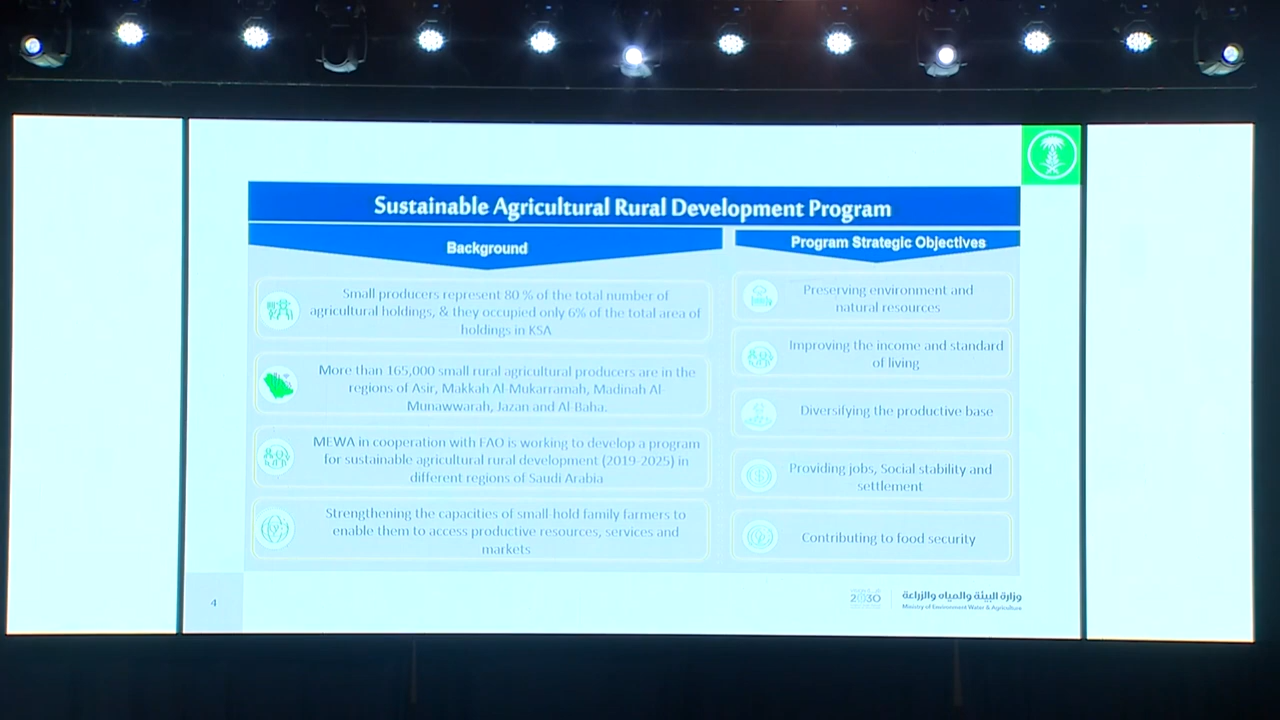 Sustainable Agricultural Rural Development Program
Background
Small producers represent 80 % of the total number of
agricultural holdings, & they occupied only 6% of the total area of
holdings in KSA
More than 165,000 small rural agricultural producers are in the
regions of Asir, Makkah Al-Mukarramah, Madinah Al-
Munawwarah, Jazan and Al-Baha.
MEWA in cooperation with FAO is working to develop a program
for sustainable agricultural rural development (2019-2025) in
different regions of Saudi Arabia
Strengthening the capacities of small-hold family farmers to
enable them to access productive resources, services and
markets
Program Strategic Objectives
Preserving environment and
natural resources
Improving the income and standard
of living
Diversifying the productive base
Providing jobs, Social stability and
settlement
Contributing to food security
4
2030
وزارة البيئة والمياه والزراعة
Ministry of Environment Water & Agriculture